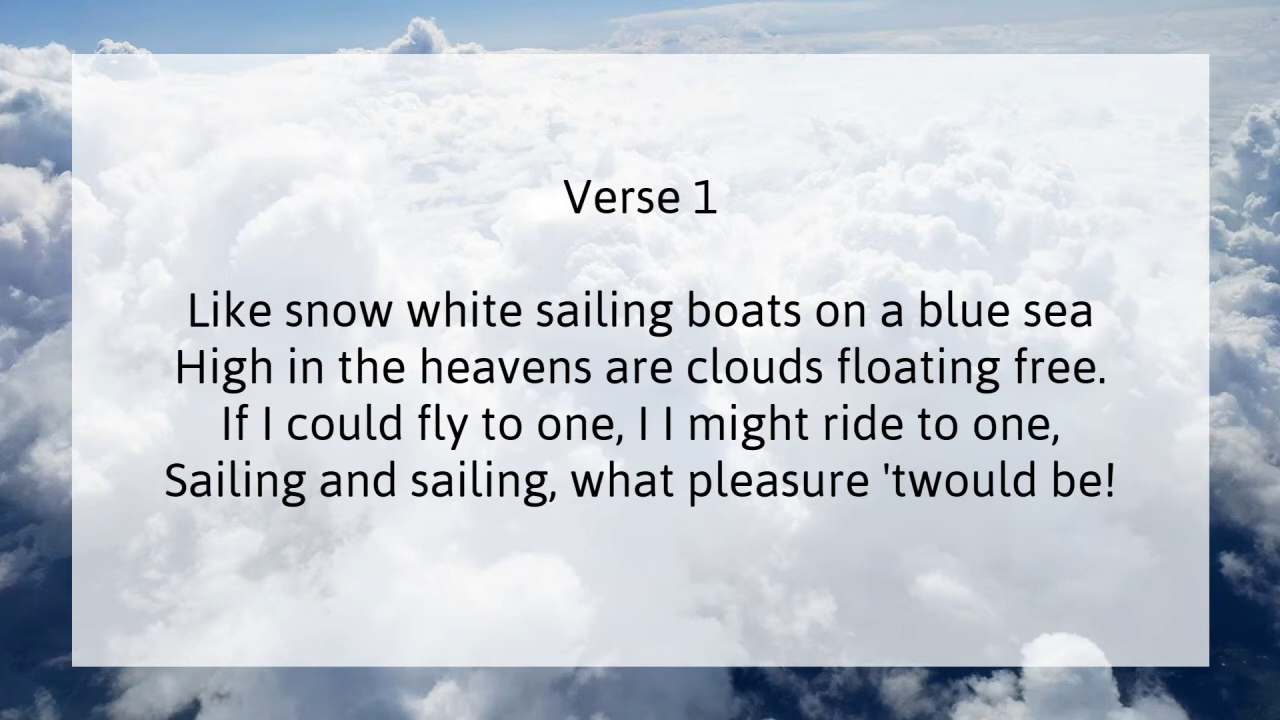 Verse 1
Like snow white sailing boats on a blue sea
High in the heavens are clouds floating free.
If I could fly to one, I I might ride to one,
Sailing and sailing, what pleasure 'twould be!